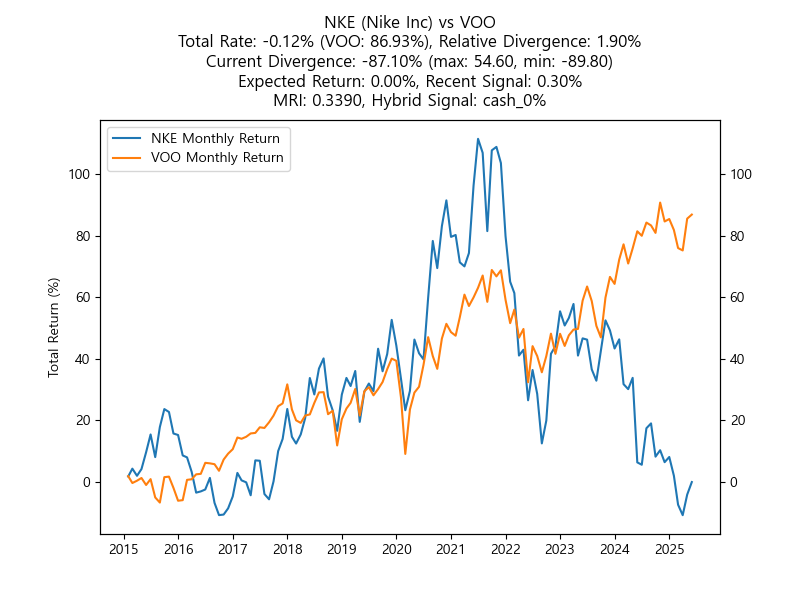 NKE (Nike Inc) vs VOO
Total Rate: -0.12% (VOO: 86.93%), Relative Divergence: 1.90%
Current Divergence: -87.10% (max: 54.60, min: -89.80)
Expected Return: 0.00%, Recent Signal: 0.30%
MRI: 0.3390, Hybrid Signal: cash_0%
NKE Monthly Return
VOO Monthly Return
Total Return (%)
100
80
60
40
20
0
100
80
60
40
20
0
2015 2016 2017 2018 2019 2020 2021 2022 2023 2024 2025